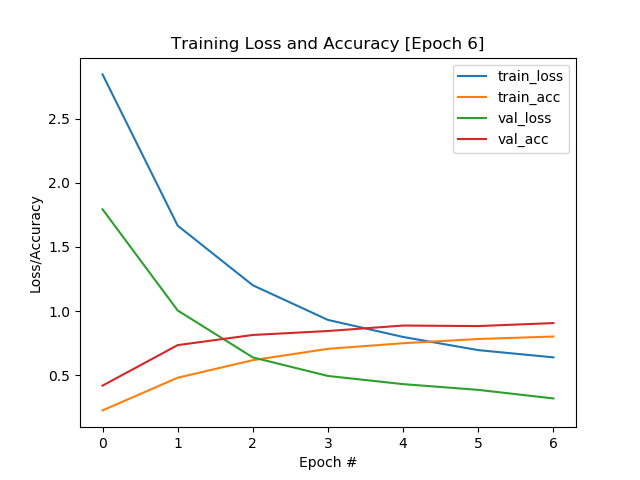 Training Loss and Accuracy [Epoch 6]
train_loss
train_acc
val_loss
val_acc
2.5
2.0
1.5
1.0
0.5
Loss/Accuracy
0 1 2 3 4 5 6
Epoch #